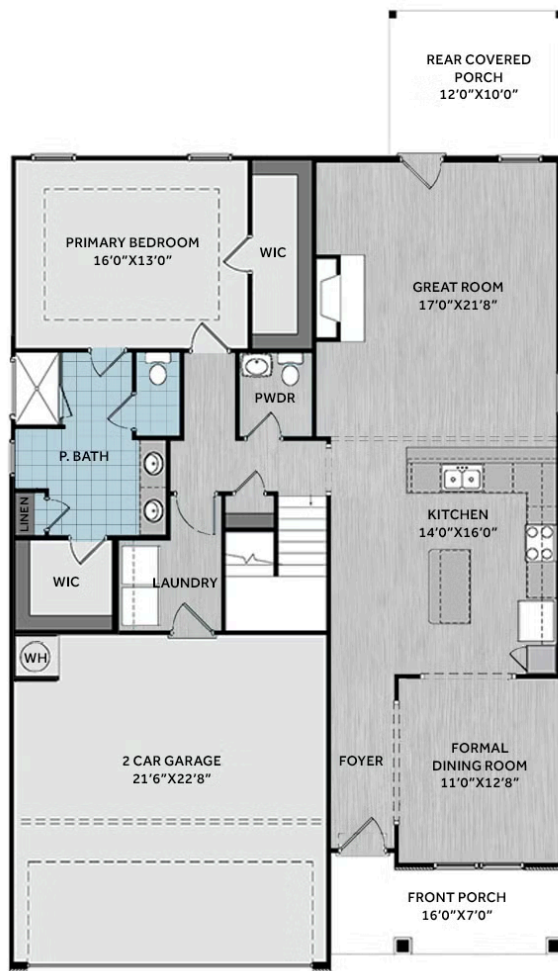 REAR COVERED
PORCH
12'0"X10'0"
PRIMARY BEDROOM
16'0"X13'0"
WIC
GREAT ROOM
17'0"X21'8"
PWDR
P. BATH
LINEN
KITCHEN
14'0"X16'0"
WIC
LAUNDRY
WH
2 CAR GARAGE
21'6"X22'8"
FOYER
FORMAL
DINING ROOM
11'0"X12'8"
FRONT PORCH
16'0"X7'0"